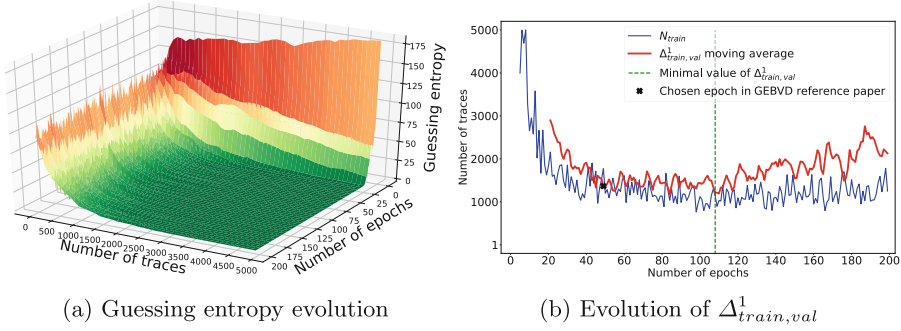 175
150
125
100
75
50
25
0
Guessing entropy
0
25
50
75
100
125
150
175
200
Number of epochs
0
500
1000
1500
2000
2500
3000
3500
4000
4500
5000
Number of traces
(a) Guessing entropy evolution
5000
4000
3000
2000
1000
1
Number of traces
N_train
Δ^1_train,val moving average
Minimal value of Δ^1_train,val
Chosen epoch in GEBVD reference paper
0 20 40 60 80 100 120 140 160 180 200
Number of epochs
(b) Evolution of Δ^1_train,val